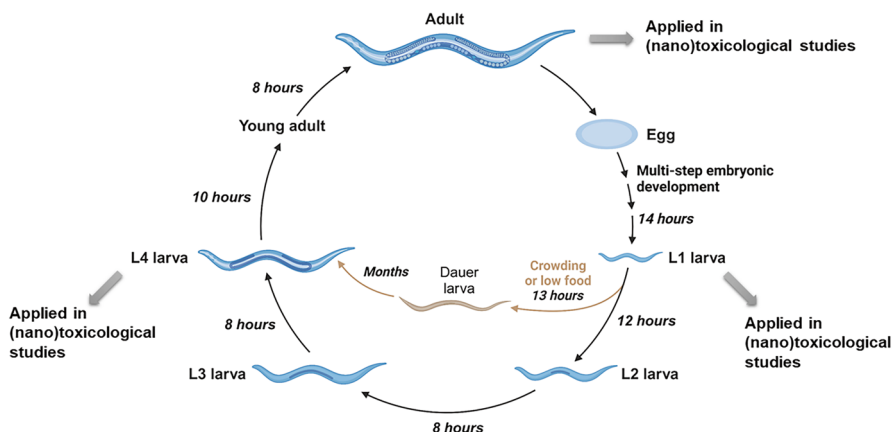 Adult
Applied in
(nano)toxicological studies
8 hours
Young adult
Egg
Multi-step embryonic
development
10 hours
14 hours
L4 larva
L1 larva
Months
Dauer
larva
Crowding
or low food
13 hours
Applied in
(nano)toxicological
studies
8 hours
12 hours
Applied in
(nano)toxicological
studies
L3 larva
L2 larva
8 hours